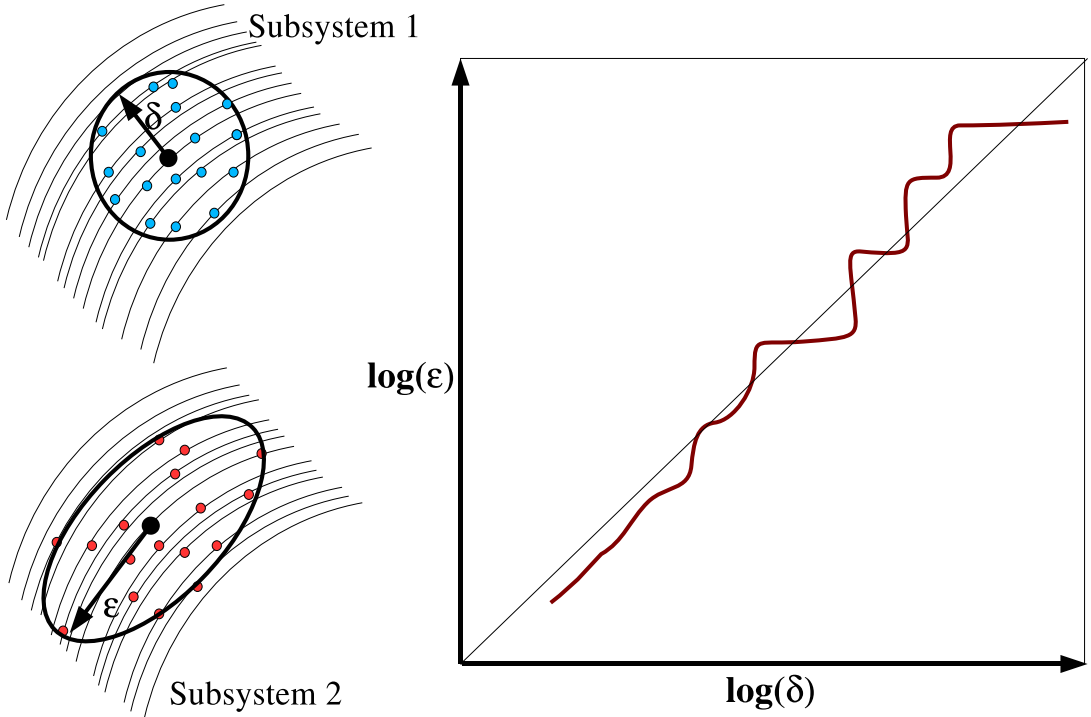 Subsystem 1
δ
log(ε)
ε
Subsystem 2
log(δ)